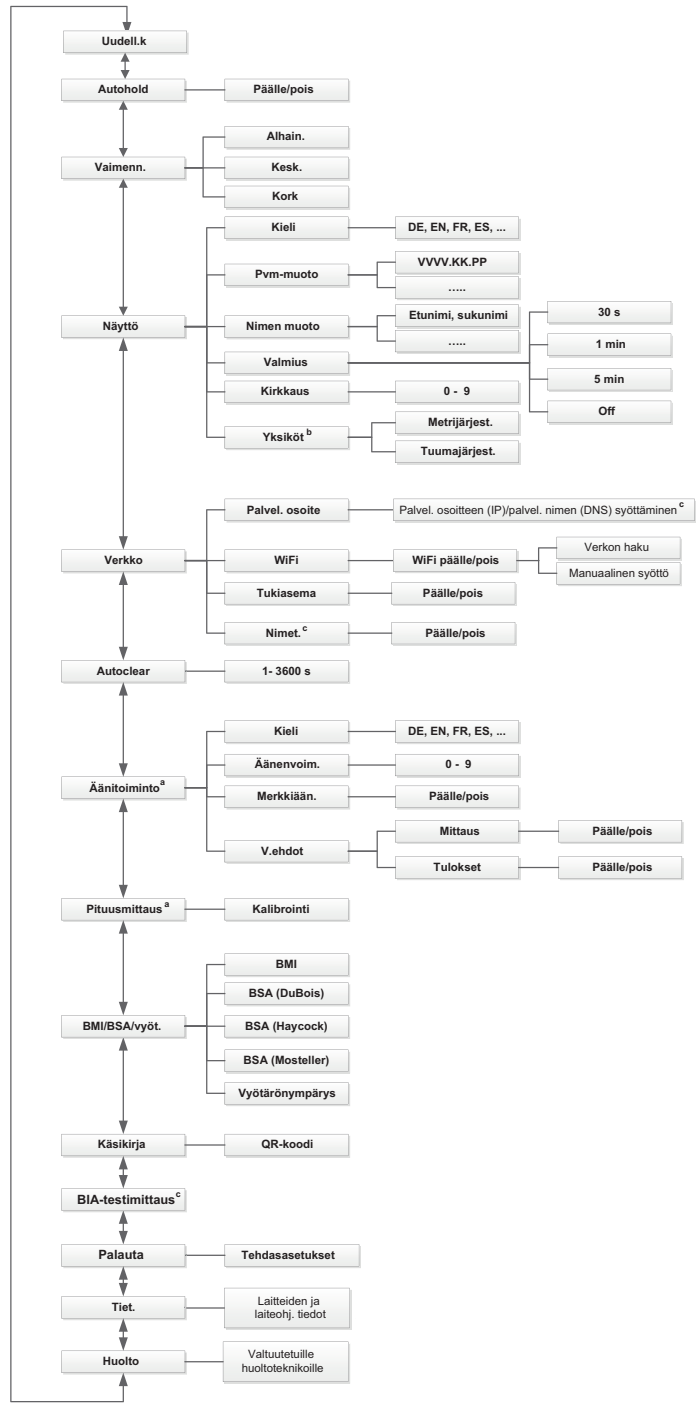 Uudell.k
Autohold
Päälle/pois
Vaimenn.
Alhain.
Kesk.
Kork
Näyttö
Kieli
DE, EN, FR, ES, ...
Pvm-muoto
VVVV.KK.PP
.....
Nimen muoto
Etunimi, sukunimi
.....
Valmius
30 s
1 min
5 min
Off
Kirkkaus
0 - 9
Yksiköt b
Metrijärjest.
Tuumajärjest.
Verkko
Palvel. osoite
Palvel. osoitteen (IP)/palvel. nimen (DNS) syöttäminen c
WiFi
WiFi päälle/pois
Verkon haku
Manuaalinen syöttö
Tukiasema
Päälle/pois
Nimet. c
Päälle/pois
Autoclear
1- 3600 s
Äänitoiminto a
Kieli
DE, EN, FR, ES, ...
Äänenvoim.
0 - 9
Merkkiään.
Päälle/pois
V.ehdot
Mittaus
Päälle/pois
Tulokset
Päälle/pois
Pituusmittaus a
Kalibrointi
BMI/BSA/vyöt.
BMI
BSA (DuBois)
BSA (Haycock)
BSA (Mosteller)
Vyötärönympärys
Käsikirja
QR-koodi
BIA-testimittaus c
Palauta
Tehdasasetukset
Tiet.
Laitteiden ja
laiteohj. tiedot
Huolto
Valtuutetuille
huoltoteknikoille